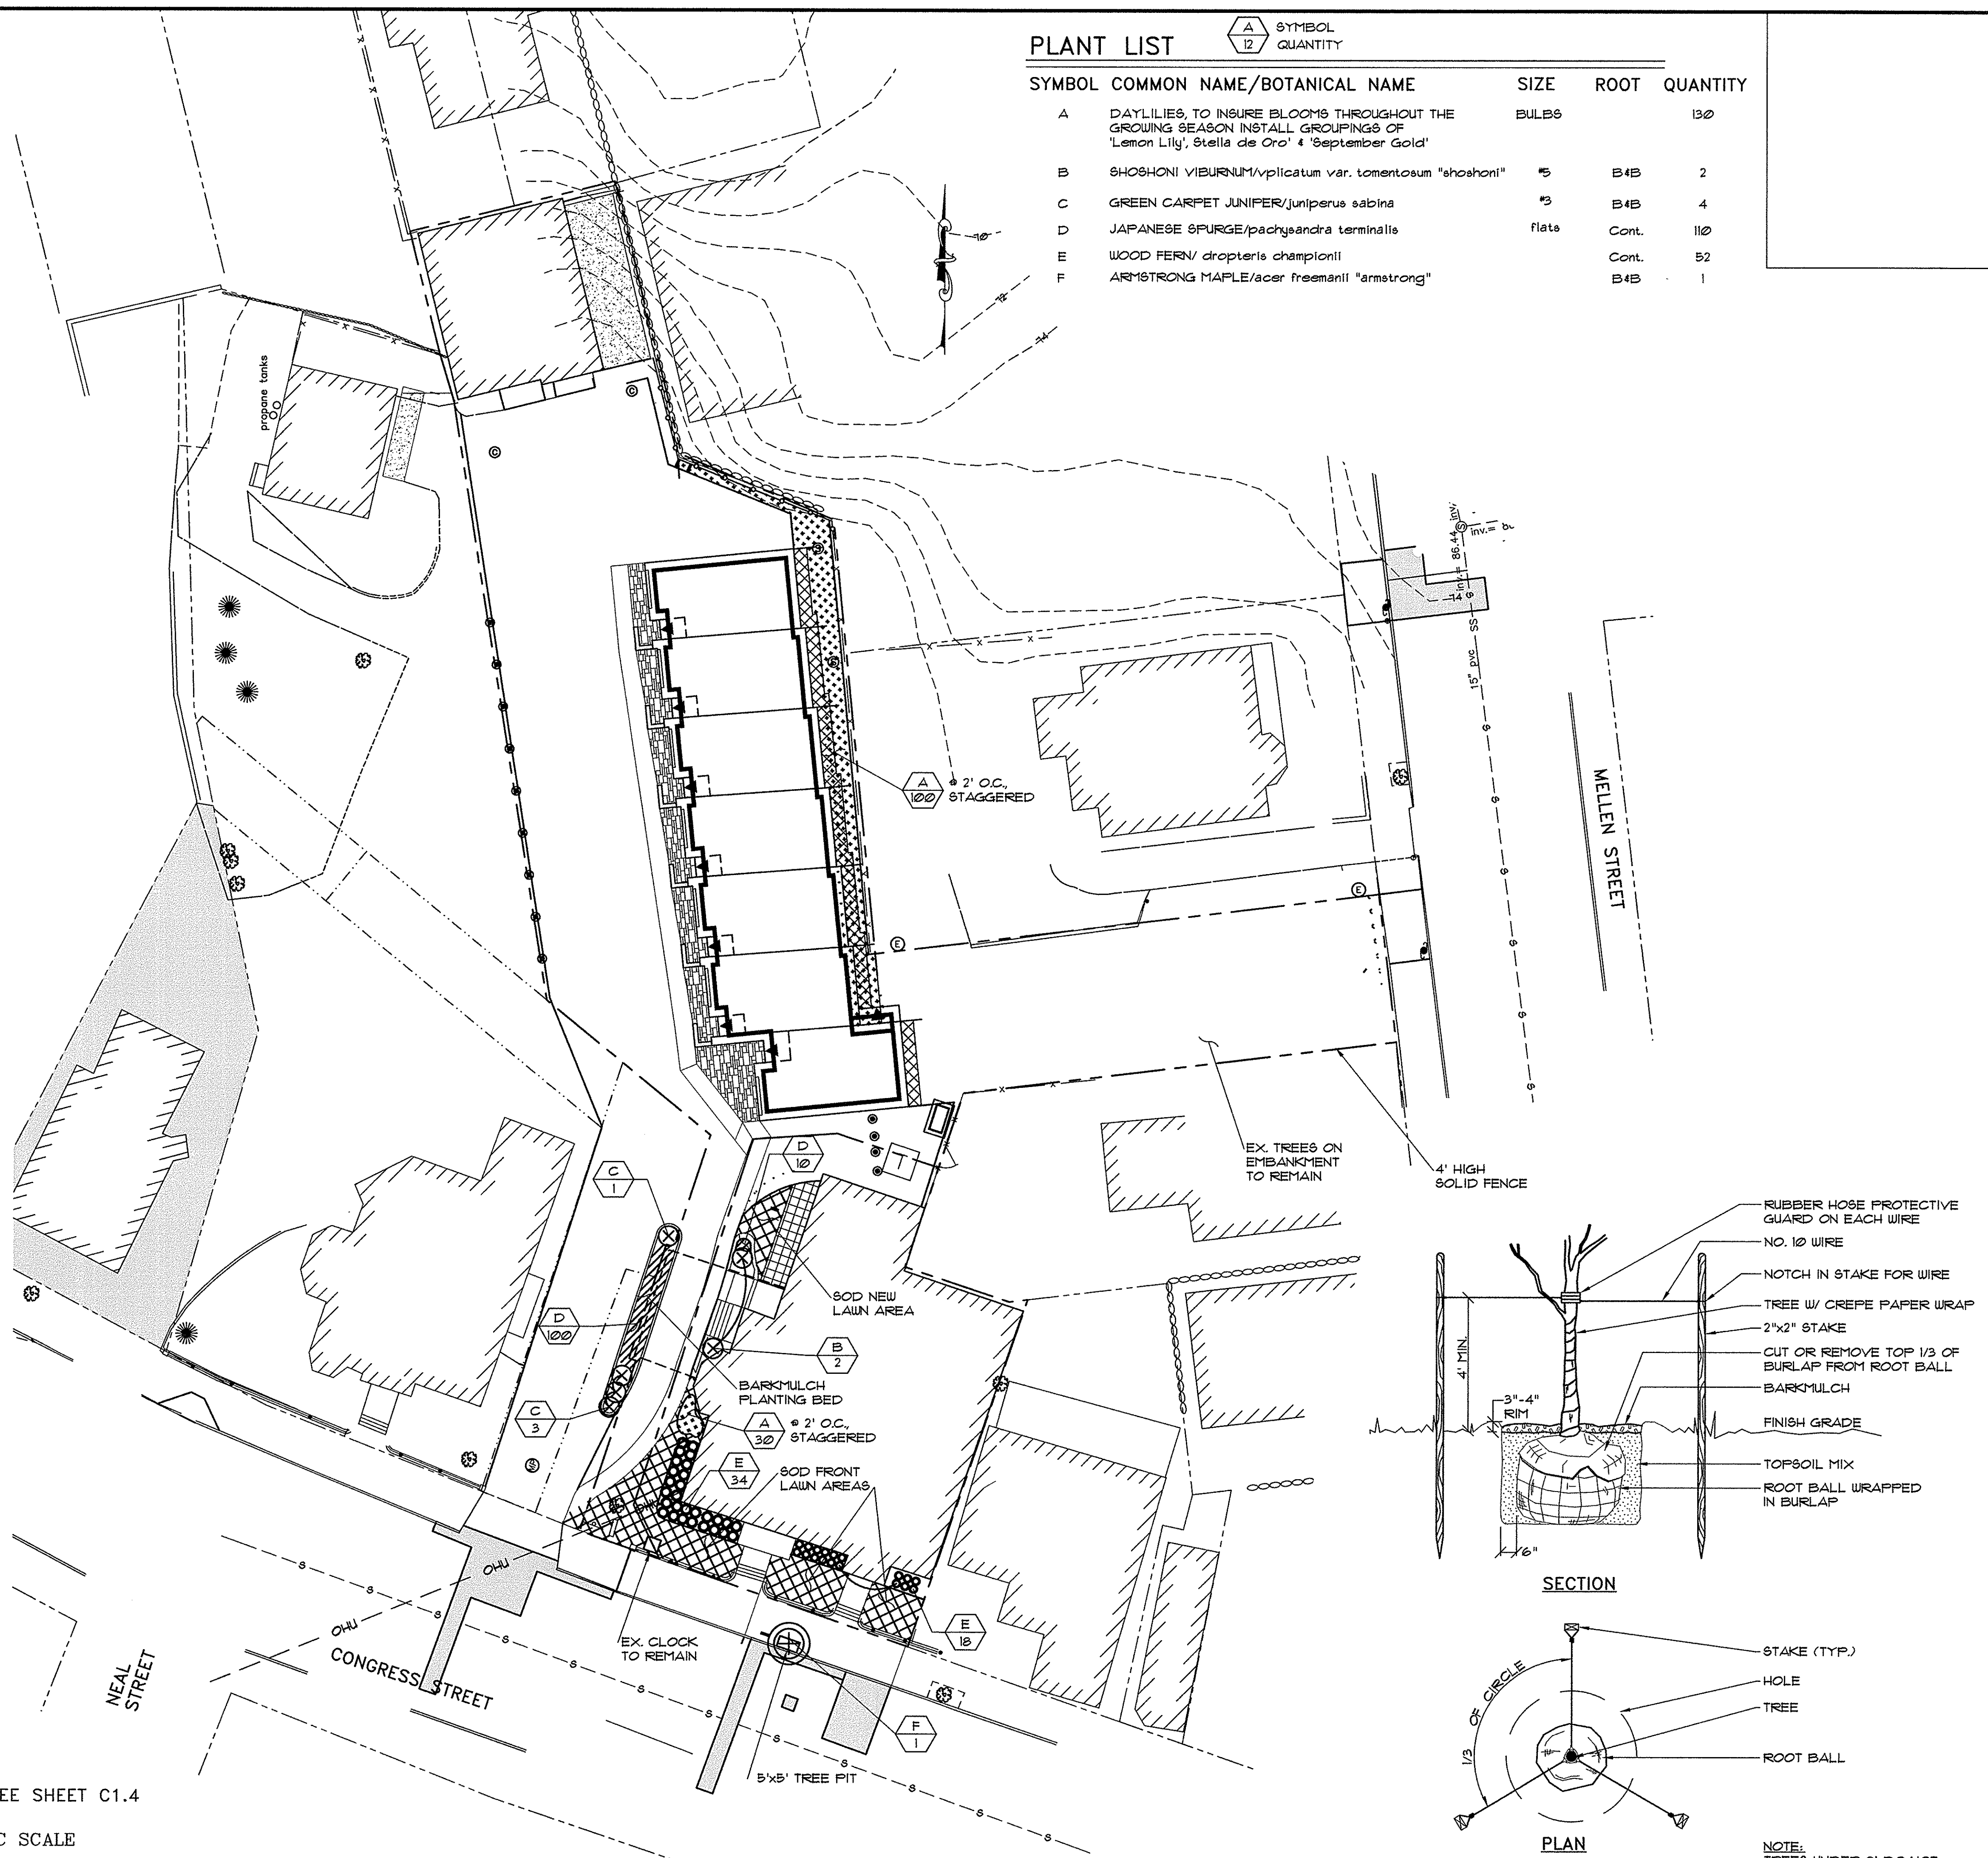 PLANT LIST
A SYMBOL
12 QUANTITY
SYMBOL COMMON NAME/BOTANICAL NAME SIZE ROOT QUANTITY
A DAYLILIES, TO INSURE BLOOMS THROUGHOUT THE BULBS 130
GROWING SEASON INSTALL GROUPINGS OF
'Lemon Lily', Stella de Oro' & 'September Gold'
B SHOSHONI VIBURNUM/vplicatum var. tomentosum "shoshoni" #5 B&B 2
C GREEN CARPET JUNIPER/juniperus sabina #3 B&B 4
D JAPANESE SPURGE/pachysandra terminalis flats Cont. 110
E WOOD FERN/ dropteris championii Cont. 52
F ARMSTRONG MAPLE/acer freemanii "armstrong" B&B 1
70
72
74
propane tanks
C
C
S
inv.
inv.=
inv.= 86.44
74
15" pvc SS
MELLEN STREET
A
100
@ 2' O.C.,
STAGGERED
E
E
EX. TREES ON
EMBANKMENT
TO REMAIN
4' HIGH
SOLID FENCE
T
D
10
C
1
SOD NEW
LAWN AREA
D
100
B
2
BARKMULCH
PLANTING BED
C
3
A
30
@ 2' O.C.,
STAGGERED
E
34
SOD FRONT
LAWN AREAS
S
OHU
OHU
OHU
EX. CLOCK
TO REMAIN
E
18
F
1
5'x5' TREE PIT
CONGRESS STREET
NEAL
STREET
EE SHEET C1.4
C SCALE
RUBBER HOSE PROTECTIVE
GUARD ON EACH WIRE
NO. 10 WIRE
NOTCH IN STAKE FOR WIRE
TREE W/ CREPE PAPER WRAP
2"x2" STAKE
CUT OR REMOVE TOP 1/3 OF
BURLAP FROM ROOT BALL
BARKMULCH
FINISH GRADE
TOPSOIL MIX
ROOT BALL WRAPPED
IN BURLAP
4' MIN.
3"-4"
RIM
6"
SECTION
STAKE (TYP.)
HOLE
TREE
ROOT BALL
1/3 OF CIRCLE
PLAN
NOTE: